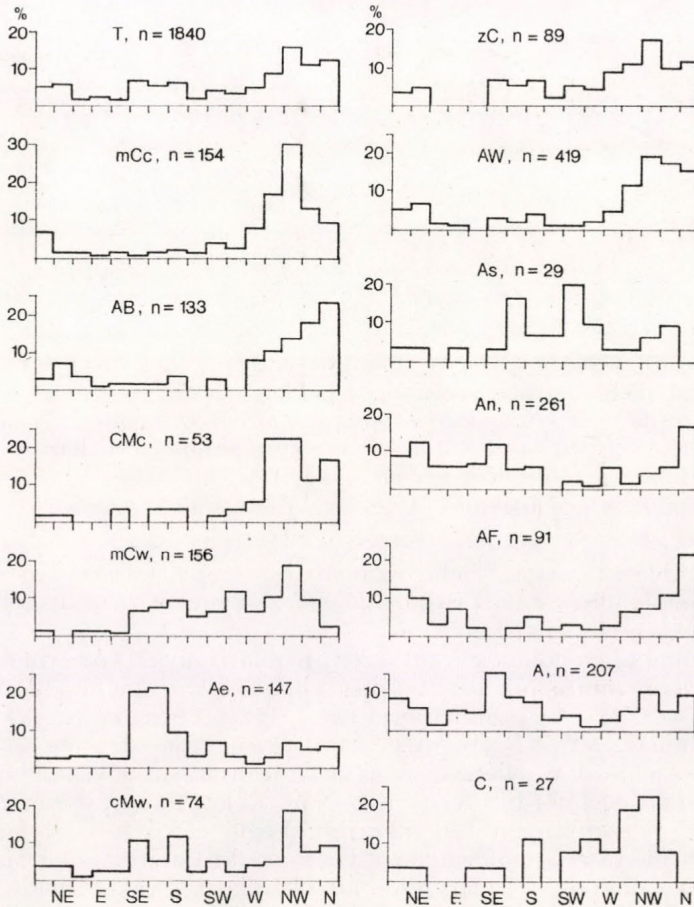 %
20
10
T, n = 1840
30
20
10
mCc, n = 154
20
10
AB, n = 133
20
10
CMc, n = 53
20
10
mCw, n = 156
20
10
Ae, n = 147
20
10
cMw, n = 74
NE E SE S SW W NW N
%
20
10
zC, n = 89
20
10
AW, n = 419
20
10
As, n = 29
20
10
An, n = 261
20
10
AF, n = 91
10
A, n = 207
20
10
C, n = 27
NE E SE S SW W NW N